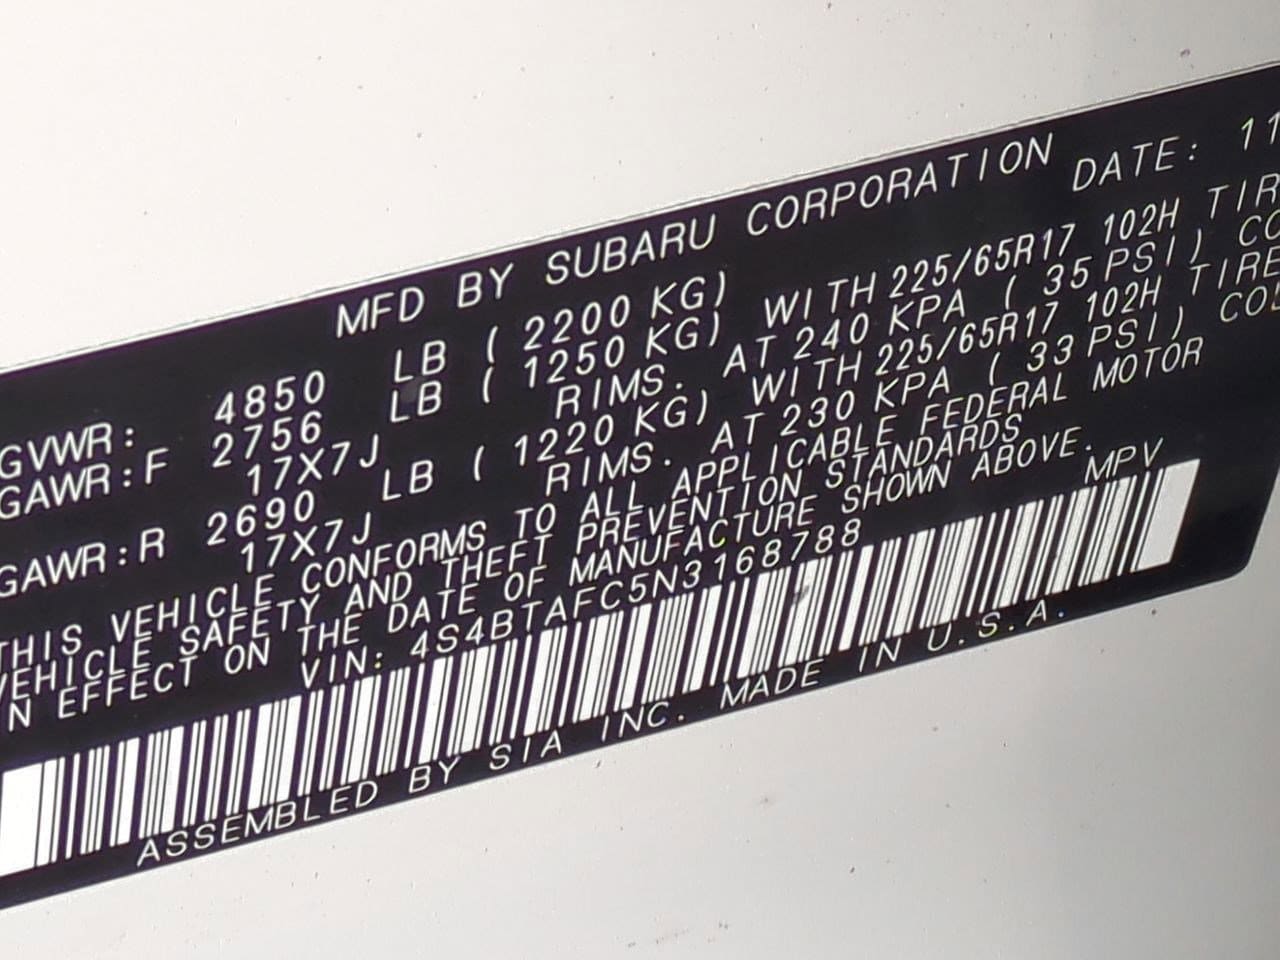 MFD BY SUBARU CORPORATION
DATE: 11
GVWR: 4850 LB ( 2200 KG)
GAWR:F 2756 LB ( 1250 KG) WITH 225/65R17 102H TIR
17X7J RIMS. AT 240 KPA ( 35 PSI) CO
GAWR:R 2690 LB ( 1220 KG) WITH 225/65R17 102H TIRE
17X7J RIMS. AT 230 KPA ( 33 PSI) COL
THIS VEHICLE CONFORMS TO ALL APPLICABLE FEDERAL MOTOR
VEHICLE SAFETY AND THEFT PREVENTION STANDARDS
IN EFFECT ON THE DATE OF MANUFACTURE SHOWN ABOVE.
VIN: 4S4BTAFC5N3168788 MPV
ASSEMBLED BY SIA INC. MADE IN U.S.A.